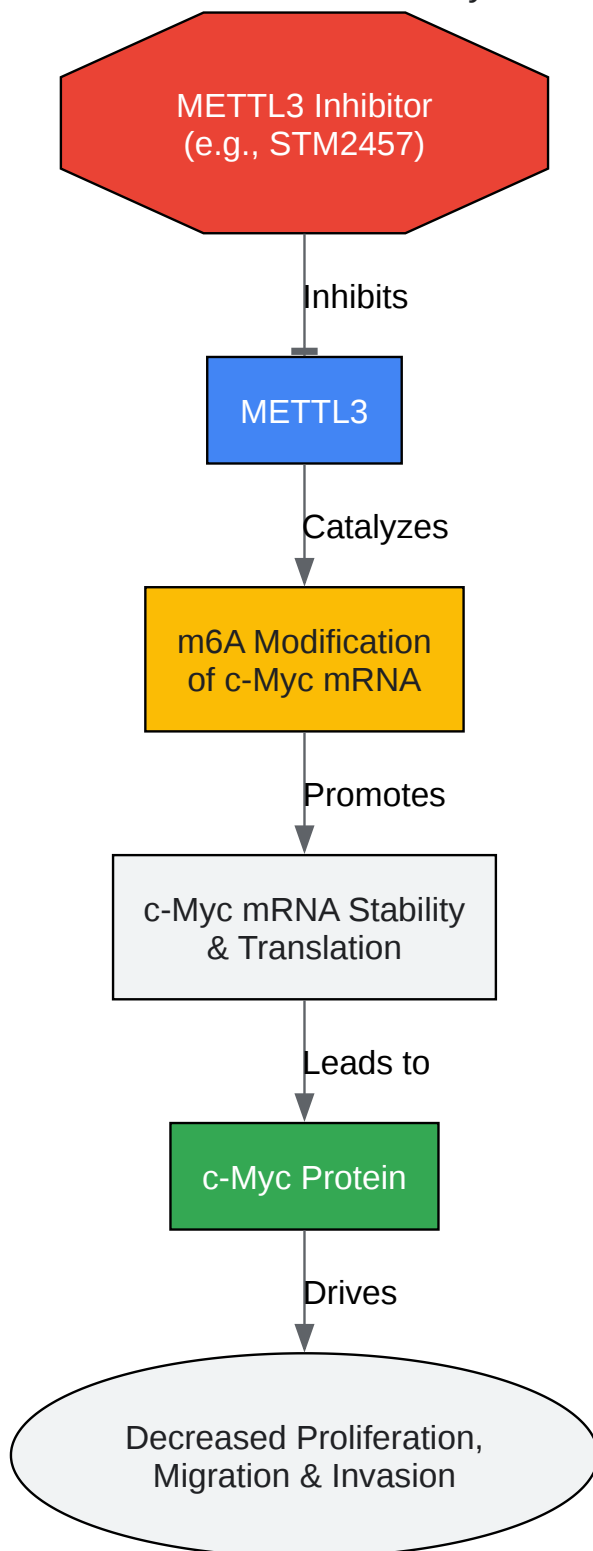 METTL3 Inhibitor
(e.g., STM2457)
Inhibits
METTL3
Catalyzes
m6A Modification
of c-Myc mRNA
Promotes
c-Myc mRNA Stability
& Translation
Leads to
c-Myc Protein
Drives
Decreased Proliferation,
Migration & Invasion